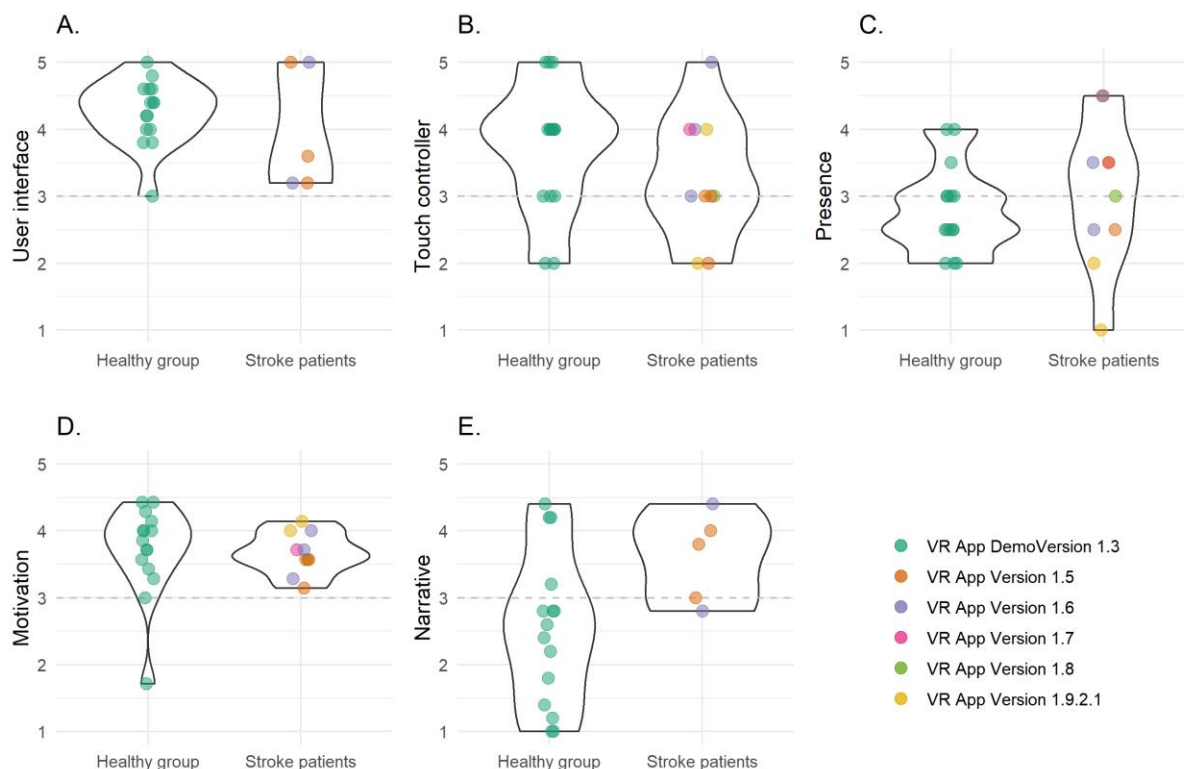 A.
B.
C.
User interface
5
4
3
2
1
Healthy group
Stroke patients
Touch controller
5
4
3
2
1
Healthy group
Stroke patients
Presence
5
4
3
2
1
Healthy group
Stroke patients
D.
E.
Motivation
5
4
3
2
1
Healthy group
Stroke patients
Narrative
5
4
3
2
1
Healthy group
Stroke patients
VR App DemoVersion 1.3
VR App Version 1.5
VR App Version 1.6
VR App Version 1.7
VR App Version 1.8
VR App Version 1.9.2.1